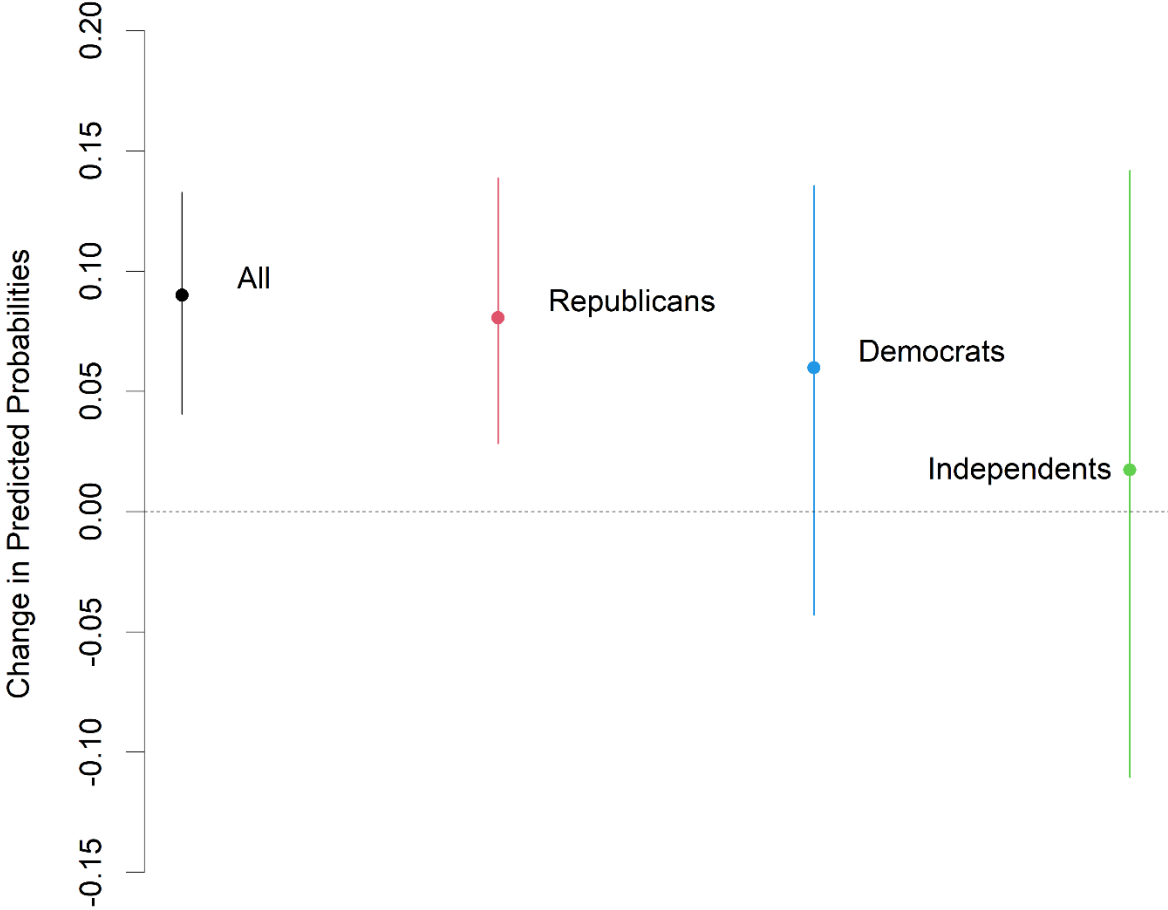 Change in Predicted Probabilities
0.20
0.15
0.10
0.05
0.00
-0.05
-0.10
-0.15
All
Republicans
Democrats
Independents